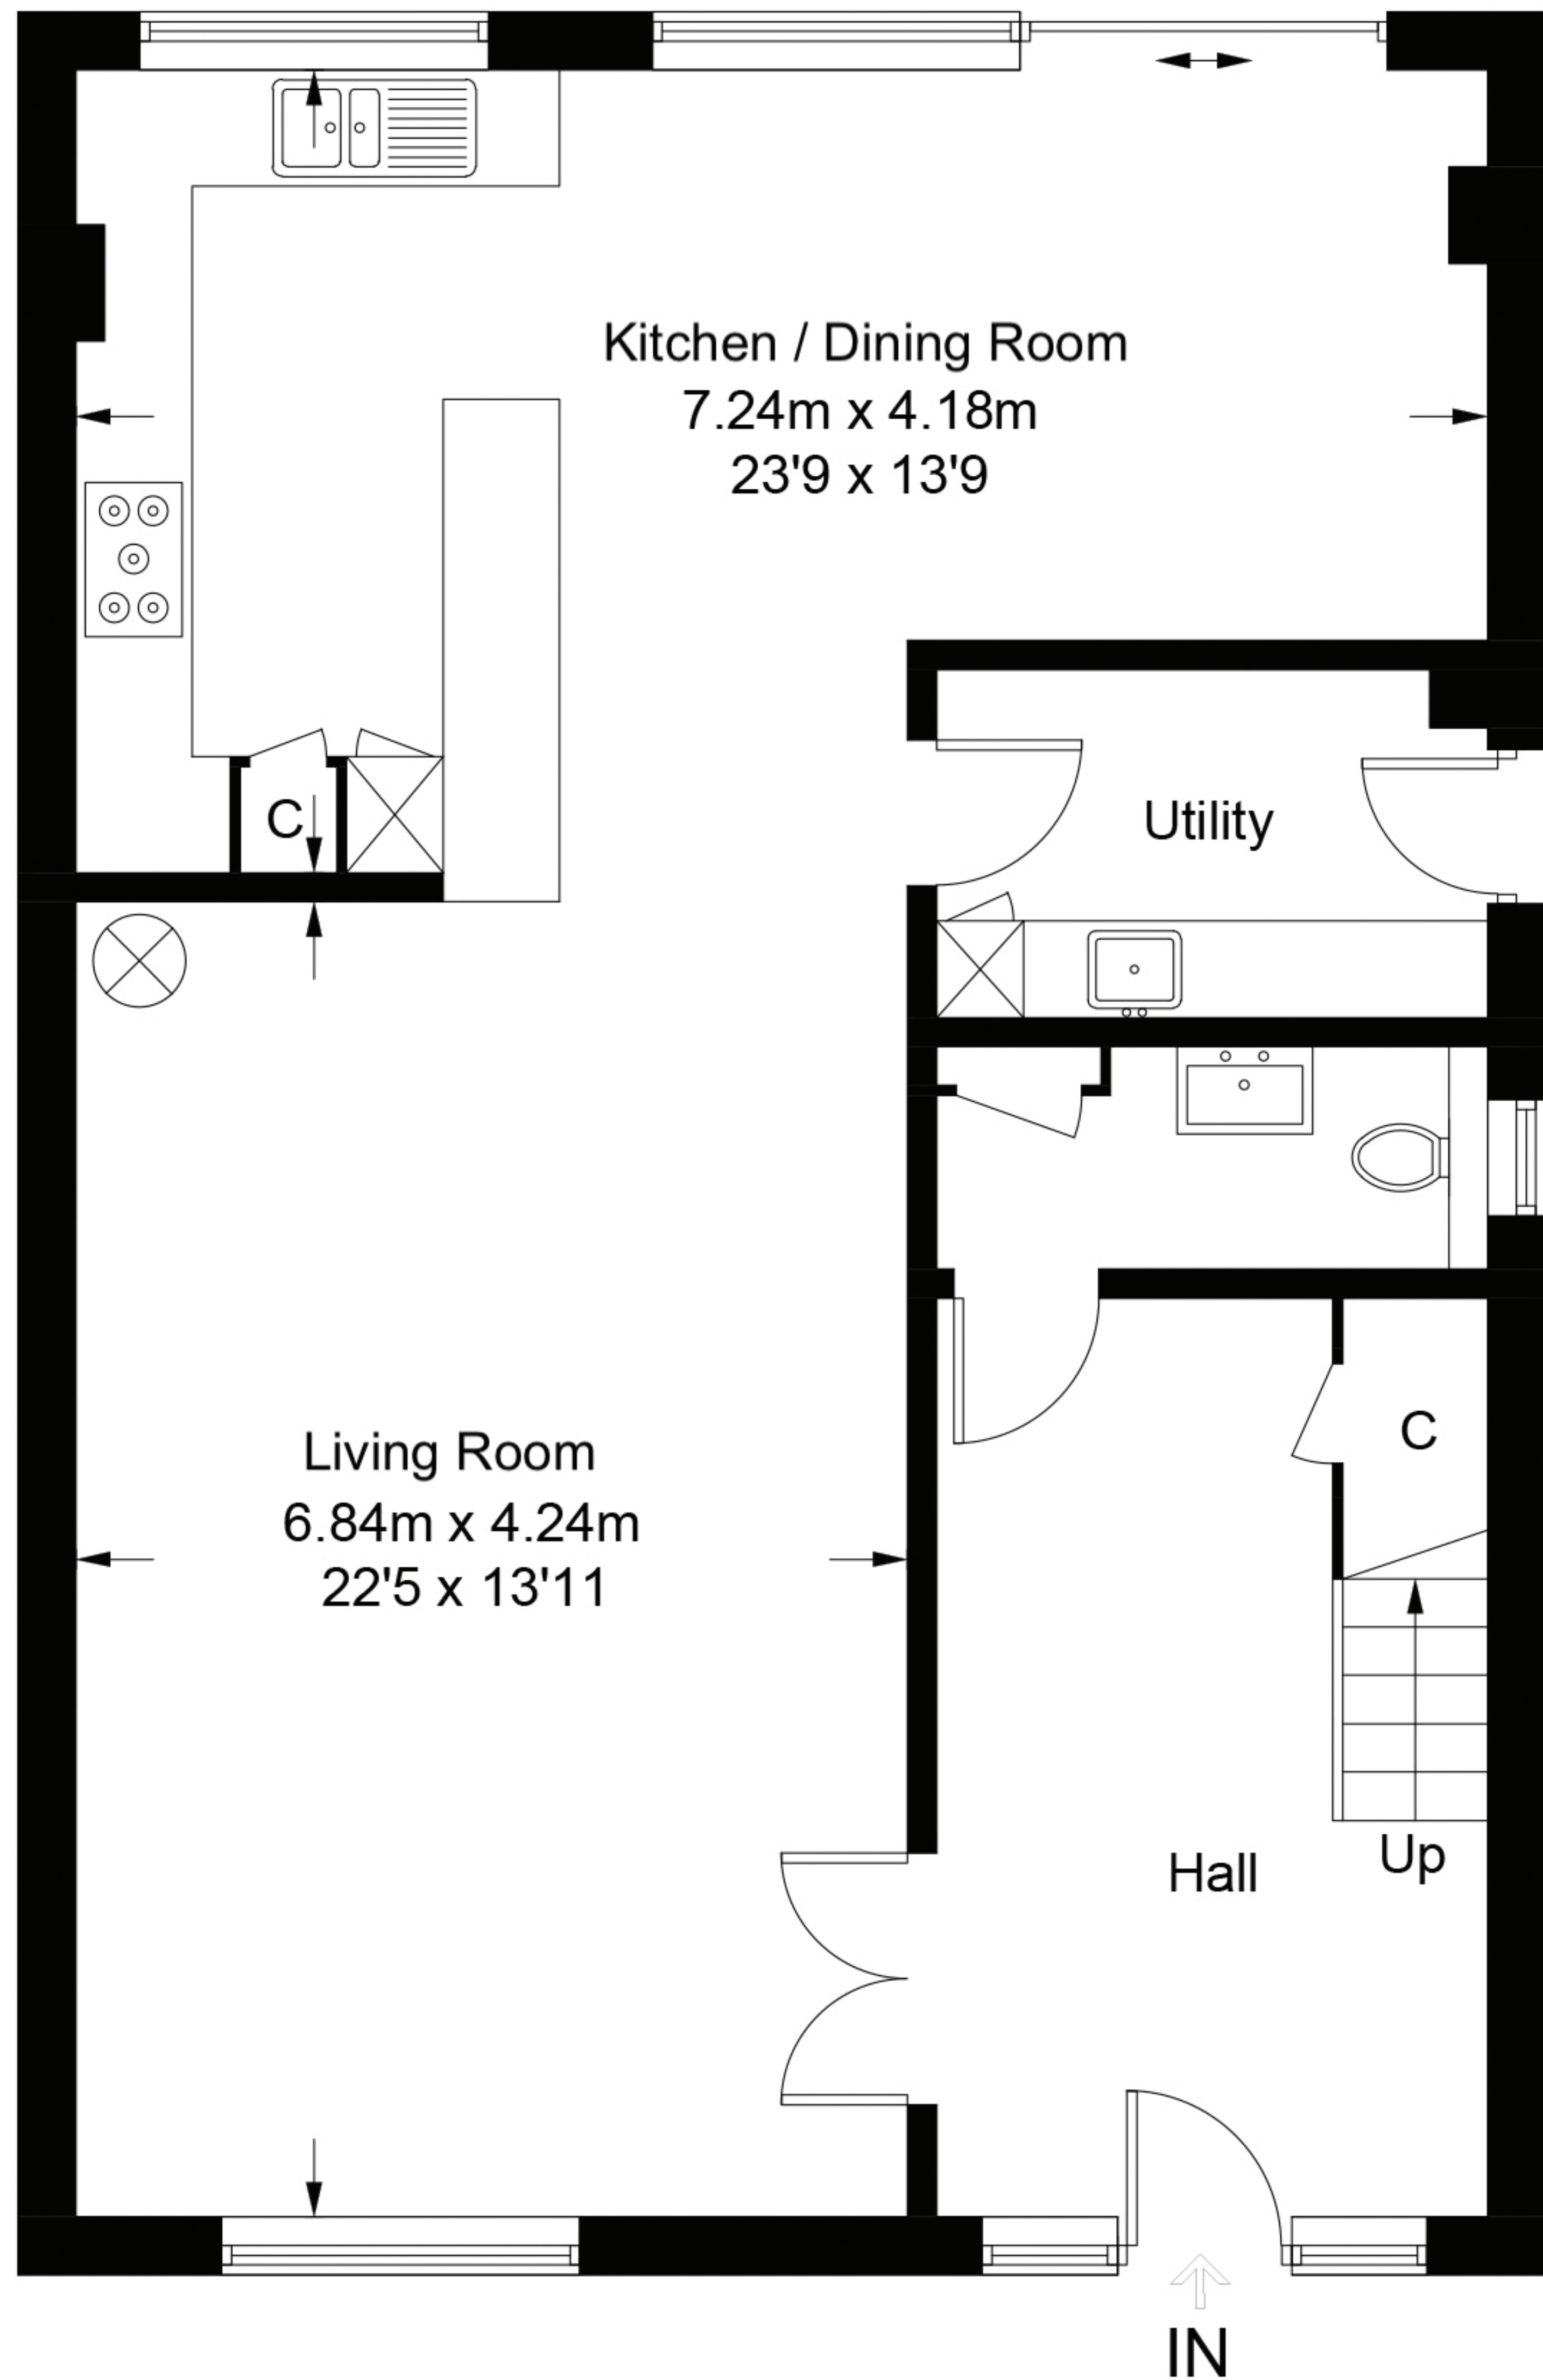 Kitchen / Dining Room
7.24m x 4.18m
23'9 x 13'9
C
Utility
Living Room
6.84m x 4.24m
22'5 x 13'11
C
Hall
Up
IN